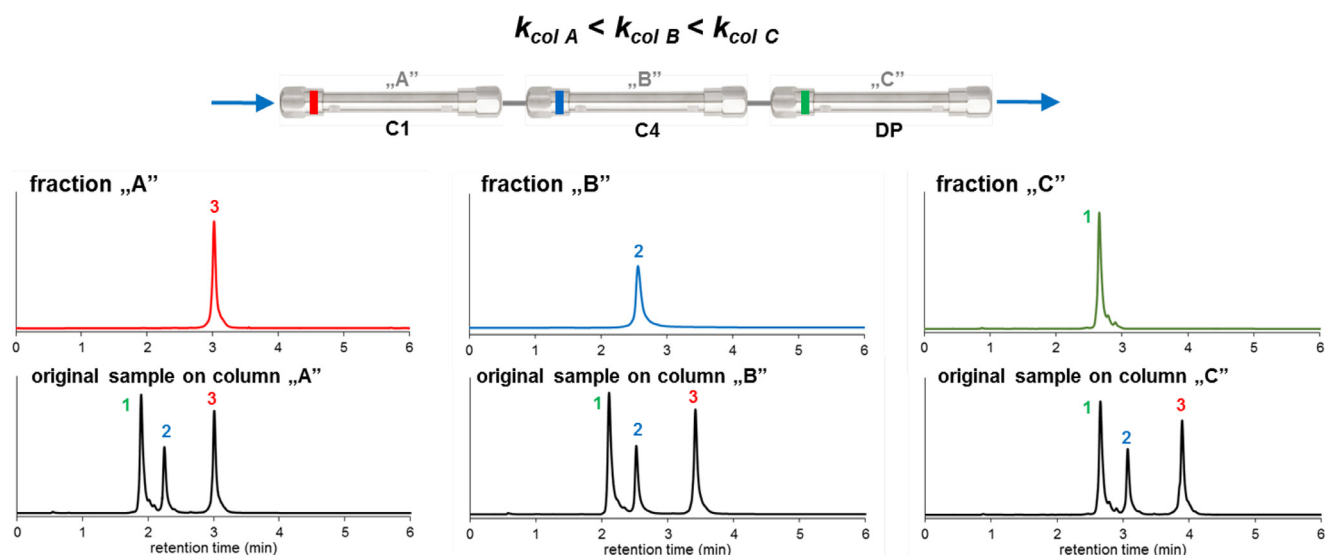 k col A < k col B < k col C
„A” „B” „C”
C1 C4 DP
fraction „A”
3
0 1 2 3 4 5 6
fraction „B”
2
0 1 2 3 4 5 6
fraction „C”
1
0 1 2 3 4 5 6
original sample on column „A”
1 2 3
0 1 2 3 4 5 6
retention time (min)
original sample on column „B”
1 2 3
0 1 2 3 4 5 6
retention time (min)
original sample on column „C”
1 2 3
0 1 2 3 4 5 6
retention time (min)